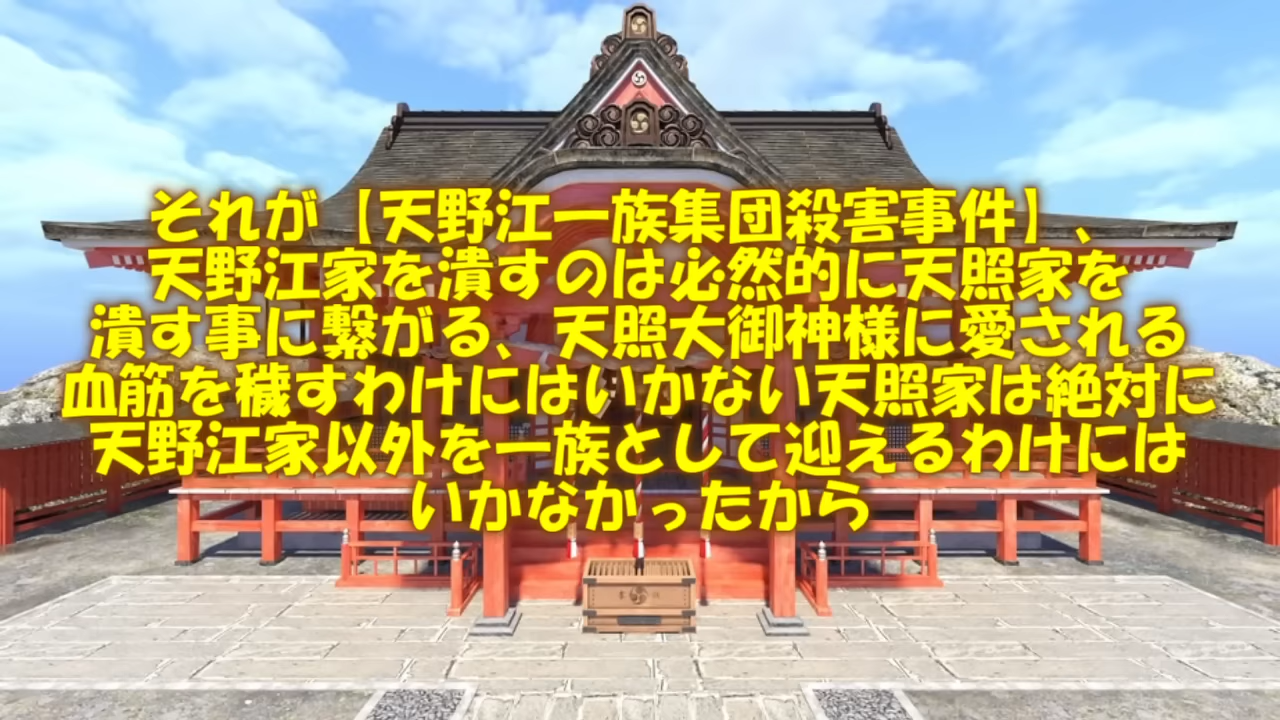 それが【天野江一族集団殺害事件】、
天野江家を潰すのは必然的に天照家を
潰す事に繋がる、天照大御神様に愛される
血筋を穢すわけにはいかない天照家は絶対に
天野江家以外を一族として迎えるわけには
いかなかったから